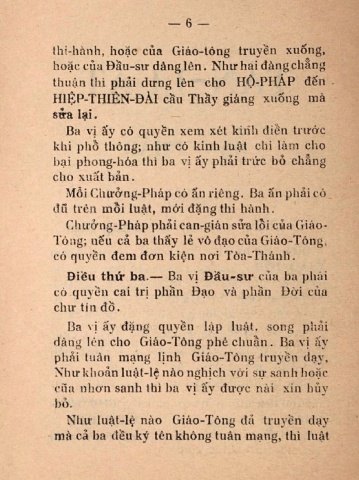 — 6 —
thi-hành, hoặc của Giáo-tông truyền xuống,
hoặc của Đầu-sư dâng lên. Như hai đàng chẳng
thuận thì phải dưng lên cho HỘ-PHÁP đến
HIỆP-THIÊN-ĐÀI cầu Thầy giáng xuống mà
sửa lại.
Ba vị ấy có quyền xem xét kinh điển trước
khi phổ thông; như có kinh luật chi làm cho
bại phong-hóa thì ba vị ấy phải trừc bỏ chẳng
cho xuất bản.
Mỗi Chưởng-Pháp có ấn riêng. Ba ấn phải có
đủ trên mỗi luật, mới đặng thi hành.
Chưởng-Pháp phải can-gián sửa lỗi của Giáo-
Tông; nếu cả ba thấy lẻ vô đạo của Giáo-Tông,
có quyền đem đơn kiện nơi Tòa-Thánh.
Điều thứ ba.— Ba vị Đầu-sư của ba phái
có quyền cai trị phần Đạo và phần Đời của
chư tín đồ.
Ba vị ấy đặng quyền lập luật, song phải
dâng lên cho Giáo-Tông phê chuẩn. Ba vị ấy
phải tuân mạng lịnh Giáo-Tông truyền dạy,
Như khoản luật-lệ nào nghịch với sự sanh hoặc
của nhơn sanh thì ba vị ấy được nài xin hủy
bỏ.
Như luật-lệ nào Giáo-Tông đã truyền dạy
mà cả ba đều ký tên không tuân mạng, thì luật